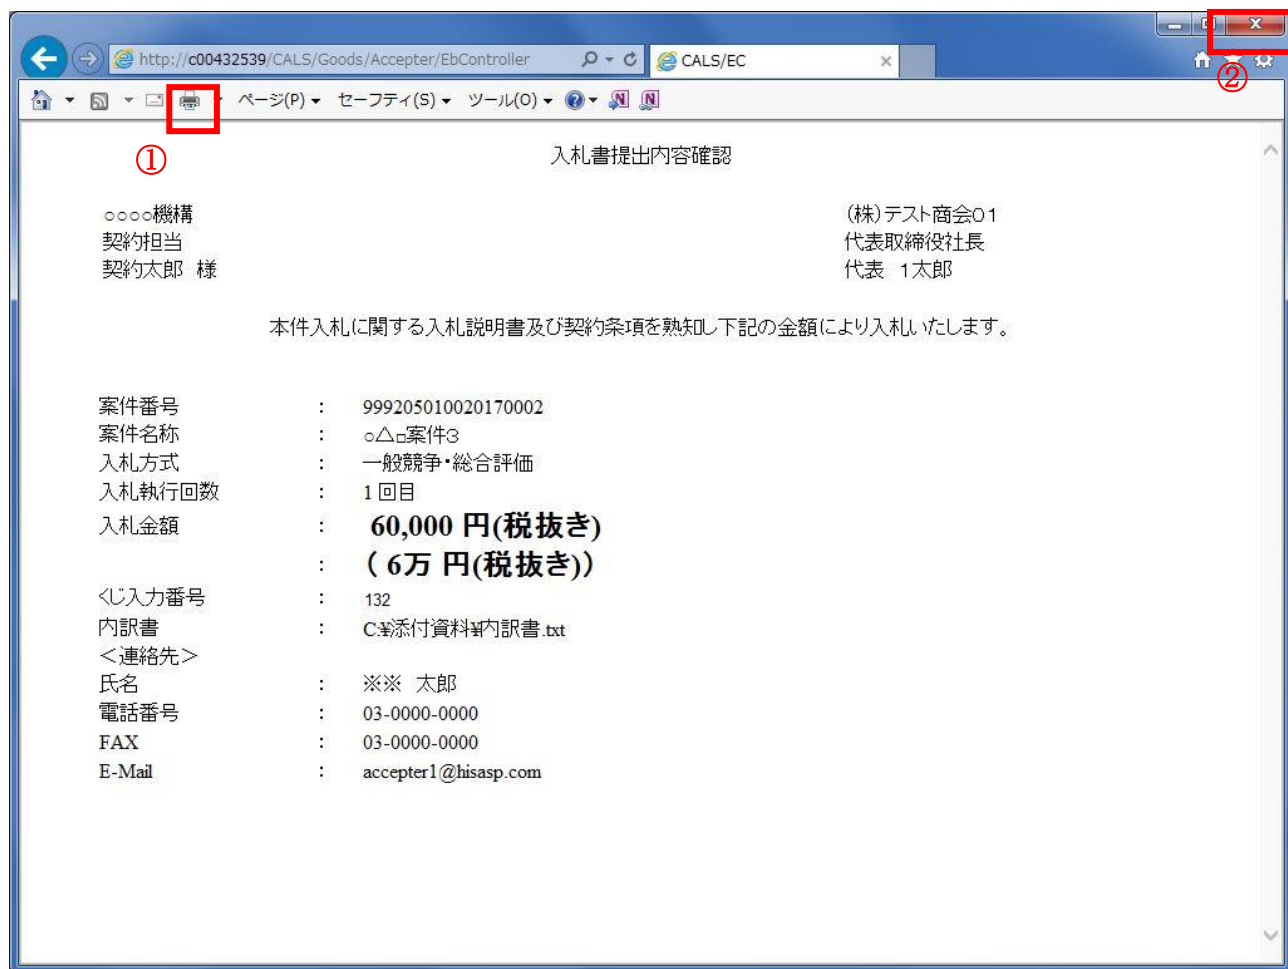 http://c00432539/CALS/Goods/Accepter/EbController
CALS/EC
②
ページ(P) セーフティ(S) ツール(O)
①
入札書提出内容確認
○○○○機構
契約担当
契約太郎 様
(株)テスト商会01
代表取締役社長
代表 1太郎
本件入札に関する入札説明書及び契約条項を熟知し下記の金額により入札いたします。
案件番号 : 999205010020170002
案件名称 : ○△□案件3
入札方式 : 一般競争・総合評価
入札執行回数 : 1回目
入札金額 : 60,000 円(税抜き)
: ( 6万 円(税抜き))
くじ入力番号 : 132
内訳書 : C:¥添付資料¥内訳書.txt
<連絡先>
氏名 : ※※ 太郎
電話番号 : 03-0000-0000
FAX : 03-0000-0000
E-Mail : accepter1@hisasp.com